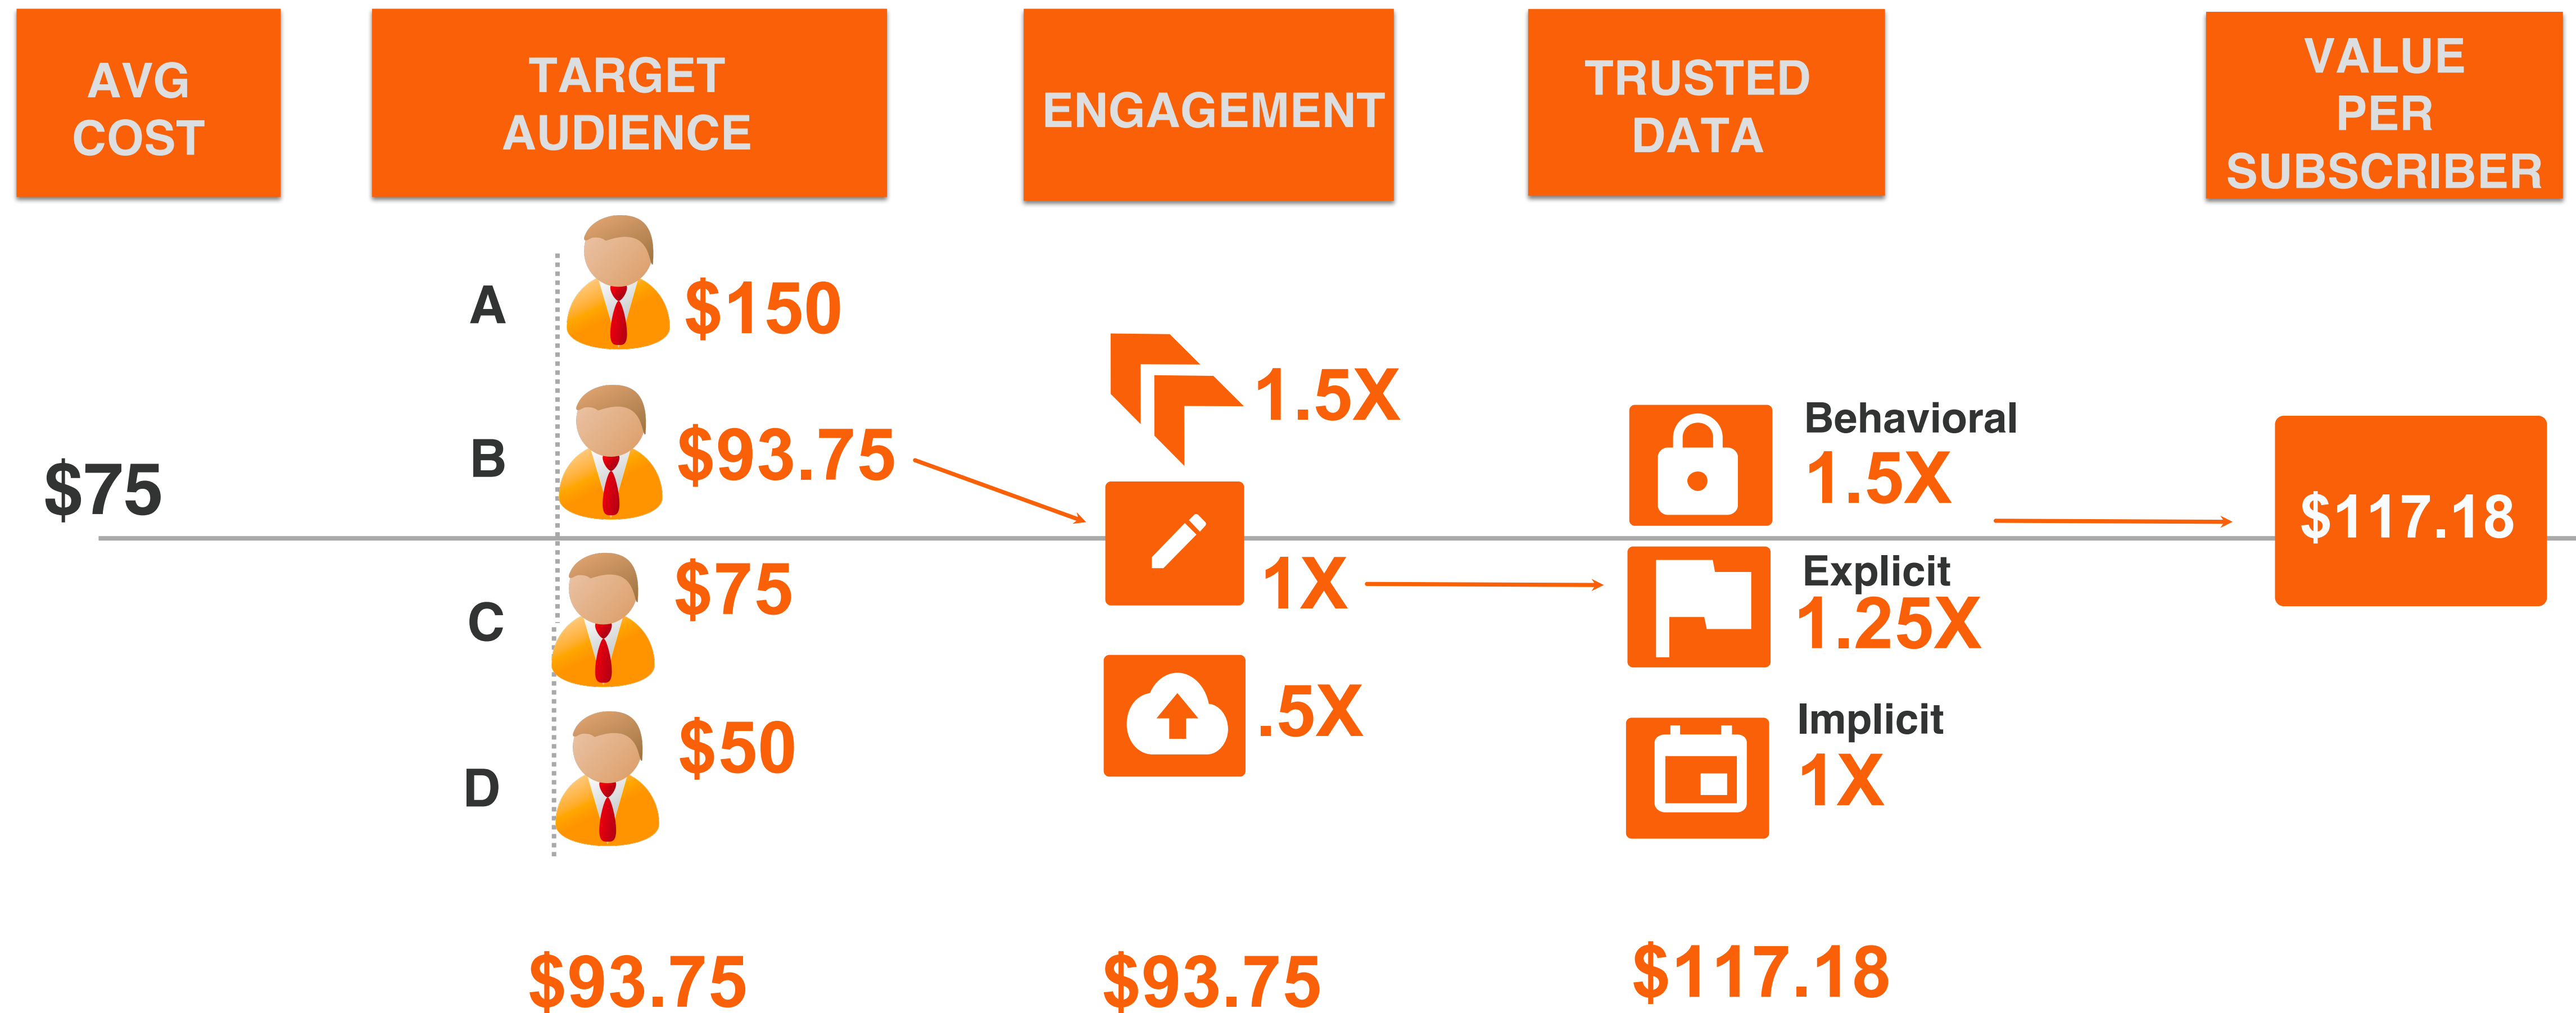 AVG
COST
TARGET
AUDIENCE
ENGAGEMENT
TRUSTED
DATA
VALUE
PER
SUBSCRIBER
$75
A
$150
B
$93.75
C
$75
D
$50
1.5X
1X
.5X
Behavioral
1.5X
Explicit
1.25X
Implicit
1X
$117.18
$93.75
$93.75
$117.18